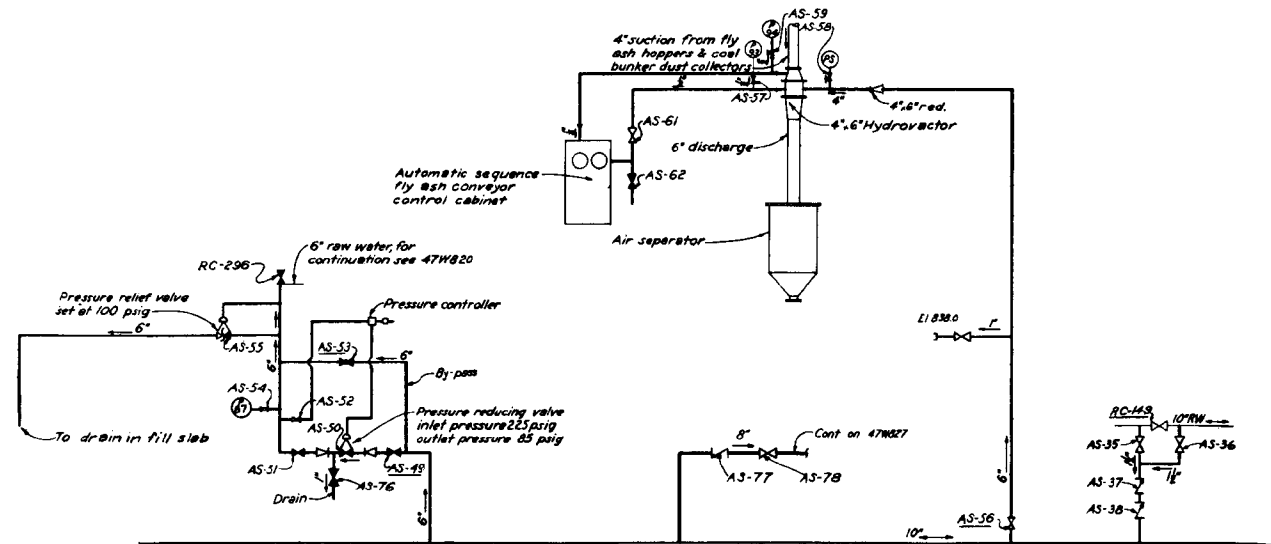 AS-59
AS-58
4" suction from fly
ash hoppers & coal
bunker dust collectors
PS
AS-57
4"
4"x6" red.
4"x6" Hydrovactor
AS-61
6" discharge
Automatic sequence
fly ash conveyor
control cabinet
AS-62
Air separator
6" raw water, for
continuation see 47W820
RC-296
Pressure relief valve
set at 100 psig
Pressure controller
6"
AS-55
6"
AS-53
6"
El 838.0
1"
By-pass
AS-54
87
AS-52
To drain in fill slab
AS-50
Pressure reducing valve
inlet pressure 225 psig
outlet pressure 85 psig
AS-51
AS-49
1"
AS-76
Drain
6"
8"
Cont on 47W827
AS-77
AS-78
6"
AS-56
10"
RC-149
10" RW
AS-35
AS-36
1½"
AS-37
AS-38